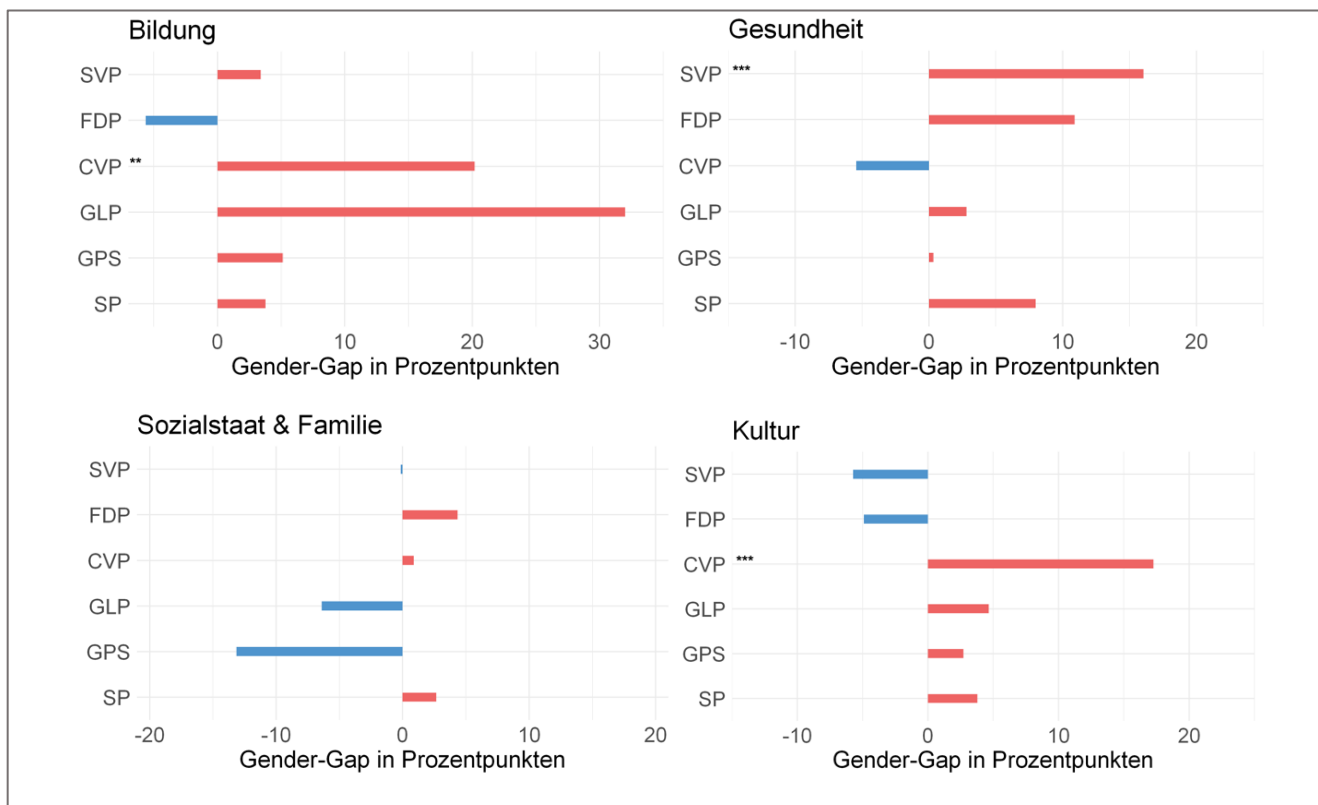 Bildung
SVP
FDP
CVP **
GLP
GPS
SP
0 10 20 30
Gender-Gap in Prozentpunkten
Gesundheit
SVP ***
FDP
CVP
GLP
GPS
SP
-10 0 10 20
Gender-Gap in Prozentpunkten
Sozialstaat & Familie
SVP
FDP
CVP
GLP
GPS
SP
-20 -10 0 10 20
Gender-Gap in Prozentpunkten
Kultur
SVP
FDP
CVP ***
GLP
GPS
SP
-10 0 10 20
Gender-Gap in Prozentpunkten